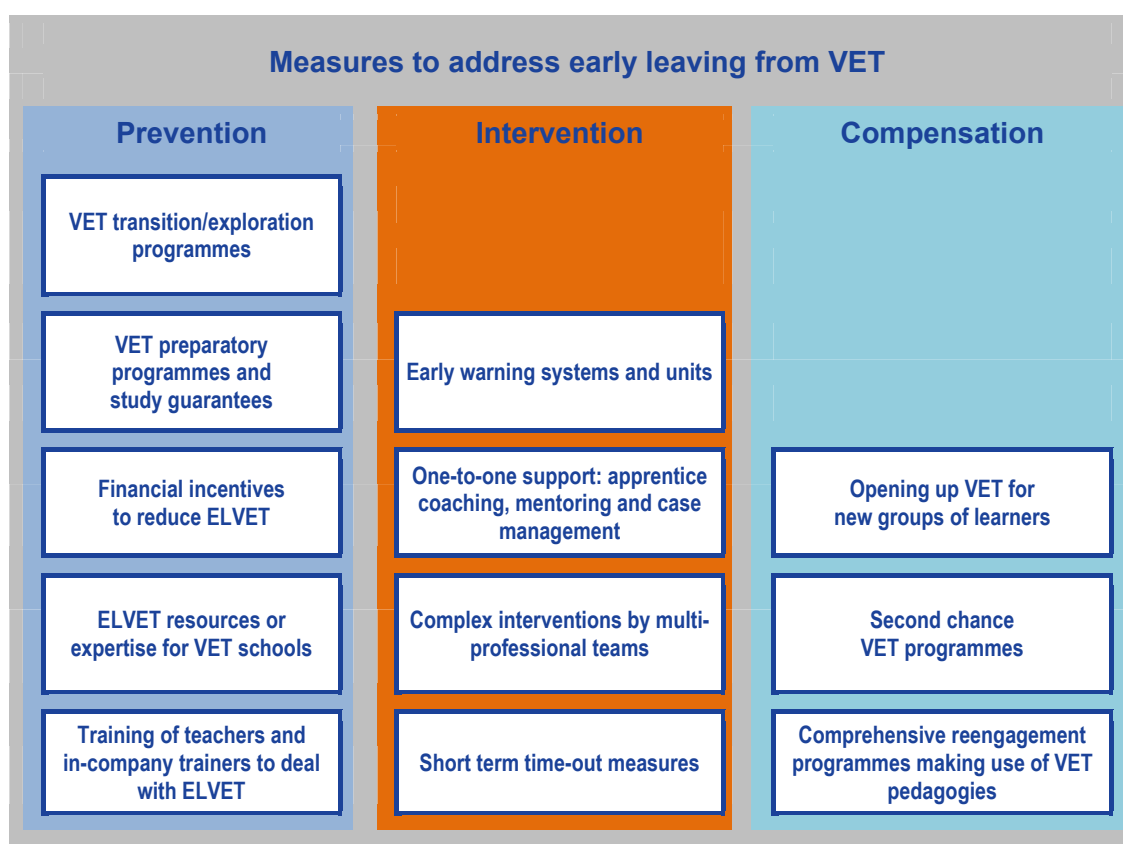 Measures to address early leaving from VET
Prevention
VET transition/exploration
programmes
VET preparatory
programmes and
study guarantees
Financial incentives
to reduce ELVET
ELVET resources or
expertise for VET schools
Training of teachers and
in-company trainers to deal
with ELVET
Intervention
Early warning systems and units
One-to-one support: apprentice
coaching, mentoring and case
management
Complex interventions by multi-
professional teams
Short term time-out measures
Compensation
Opening up VET for
new groups of learners
Second chance
VET programmes
Comprehensive reengagement
programmes making use of VET
pedagogies